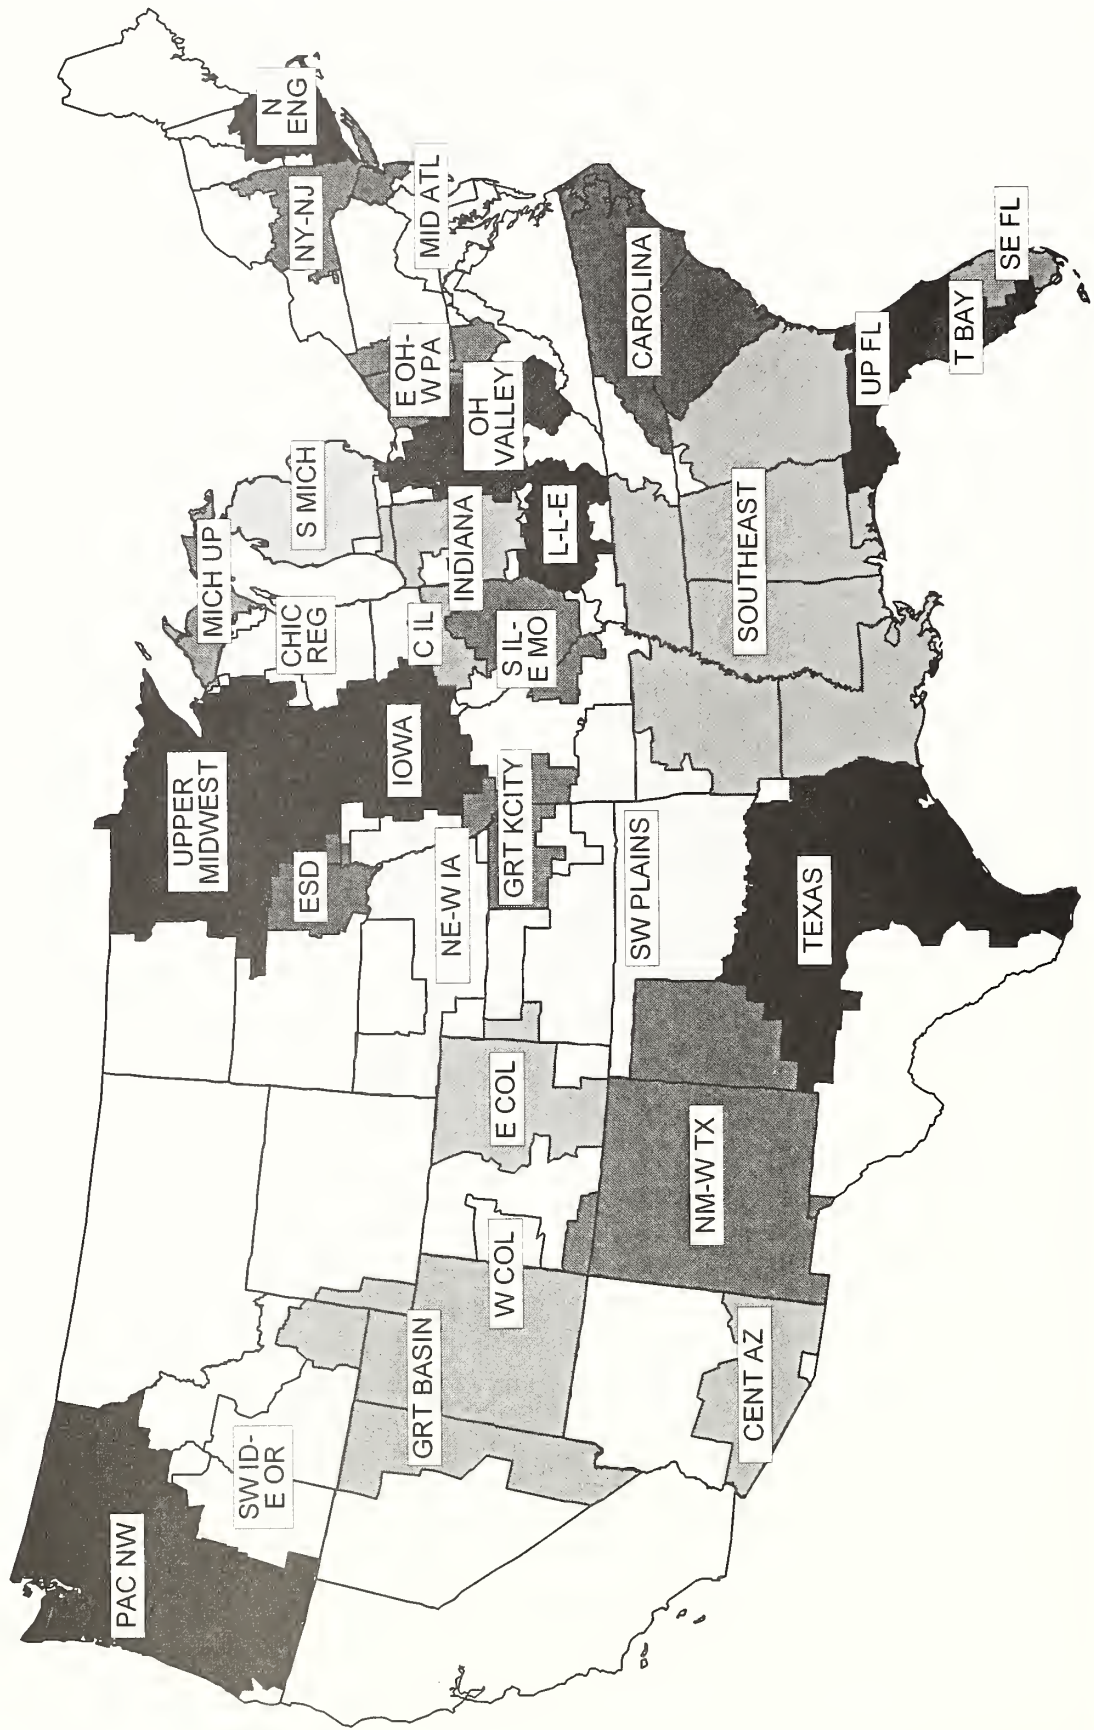 PAC NW
SW ID-
E OR
GRT BASIN
W COL
CENT AZ
NM-W TX
E COL
UPPER
MIDWEST
ESD
NE-W IA
GRT KCITY
SW PLAINS
TEXAS
IOWA
MICH UP
CHIC
REG
C IL
S IL-
E MO
INDIANA
S MICH
L-L-E
OH
VALLEY
E OH-
W PA
SOUTHEAST
CAROLINA
NY-NJ
N
ENG
MID ATL
UP FL
T BAY
SE FL